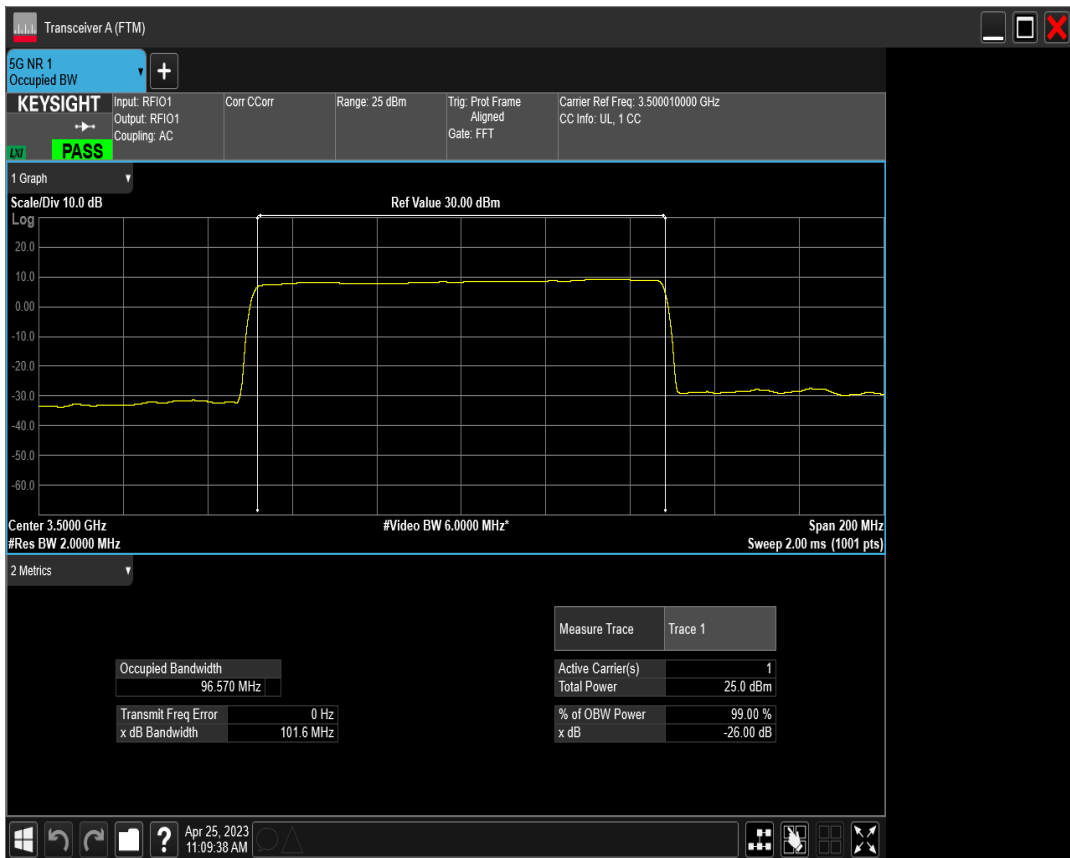 Transceiver A (FTM)
5G NR 1
Occupied BW
+
KEYSIGHT
LXI
PASS
Input: RFIO1
Output: RFIO1
Coupling: AC
Corr CCorr
Range: 25 dBm
Trig: Prot Frame
Aligned
Gate: FFT
Carrier Ref Freq: 3.500010000 GHz
CC Info: UL, 1 CC
1 Graph
Scale/Div 10.0 dB
Ref Value 30.00 dBm
Log
20.0
10.0
0.00
-10.0
-20.0
-30.0
-40.0
-50.0
-60.0
Center 3.5000 GHz
#Video BW 6.0000 MHz*
Span 200 MHz
#Res BW 2.0000 MHz
Sweep 2.00 ms (1001 pts)
2 Metrics
Measure Trace Trace 1
Occupied Bandwidth
96.570 MHz
Active Carrier(s) 1
Total Power 25.0 dBm
Transmit Freq Error 0 Hz
x dB Bandwidth 101.6 MHz
% of OBW Power 99.00 %
x dB -26.00 dB
?
Apr 25, 2023
11:09:38 AM